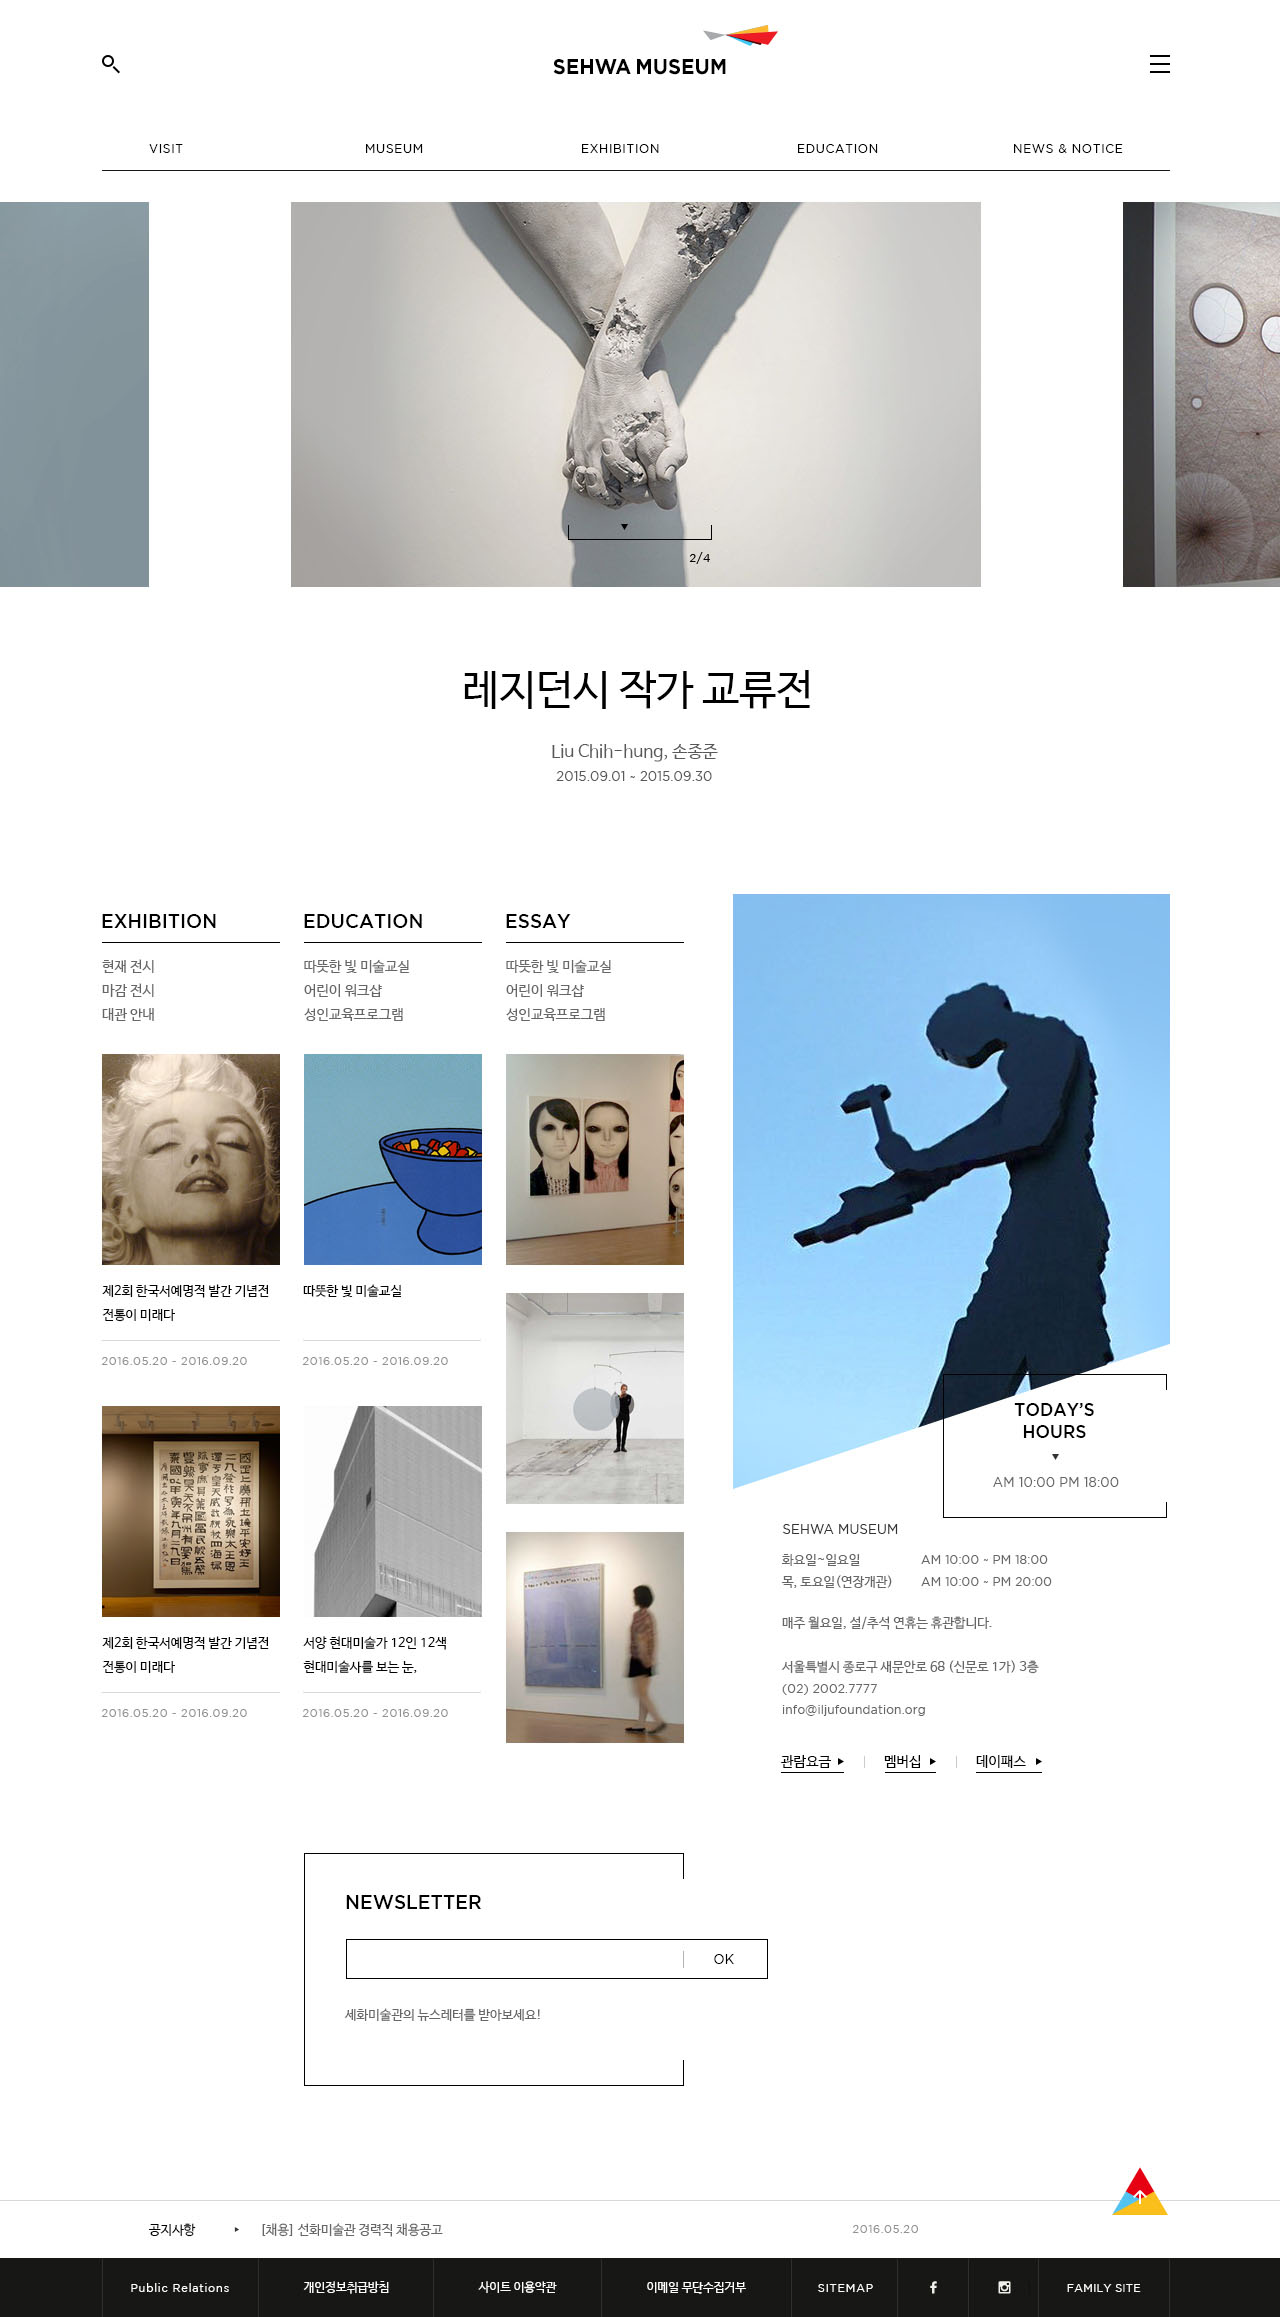 SEHWA MUSEUM
VISIT
MUSEUM
EXHIBITION
EDUCATION
NEWS & NOTICE
2/4
레지던시 작가 교류전
Liu Chih-hung, 손종준
2015.09.01 ~ 2015.09.30
EXHIBITION
현재 전시
마감 전시
대관 안내
제2회 한국서예명적 발간 기념전
전통이 미래다
2016.05.20 - 2016.09.20
제2회 한국서예명적 발간 기념전
전통이 미래다
2016.05.20 - 2016.09.20
EDUCATION
따뜻한 빛 미술교실
어린이 워크샵
성인교육프로그램
따뜻한 빛 미술교실
2016.05.20 - 2016.09.20
서양 현대미술가 12인 12색
현대미술사를 보는 눈,
2016.05.20 - 2016.09.20
ESSAY
따뜻한 빛 미술교실
어린이 워크샵
성인교육프로그램
TODAY'S
HOURS
AM 10:00 PM 18:00
SEHWA MUSEUM
화요일~일요일 AM 10:00 ~ PM 18:00
목, 토요일(연장개관) AM 10:00 ~ PM 20:00
매주 월요일, 설/추석 연휴는 휴관합니다.
서울특별시 종로구 새문안로 68 (신문로 1가) 3층
(02) 2002.7777
info@iljufoundation.org
관람요금
멤버십
데이패스
NEWSLETTER
OK
세화미술관의 뉴스레터를 받아보세요!
공지사항 [채용] 선화미술관 경력직 채용공고 2016.05.20
Public Relations
개인정보취급방침
사이트 이용약관
이메일 무단수집거부
SITEMAP
FAMILY SITE